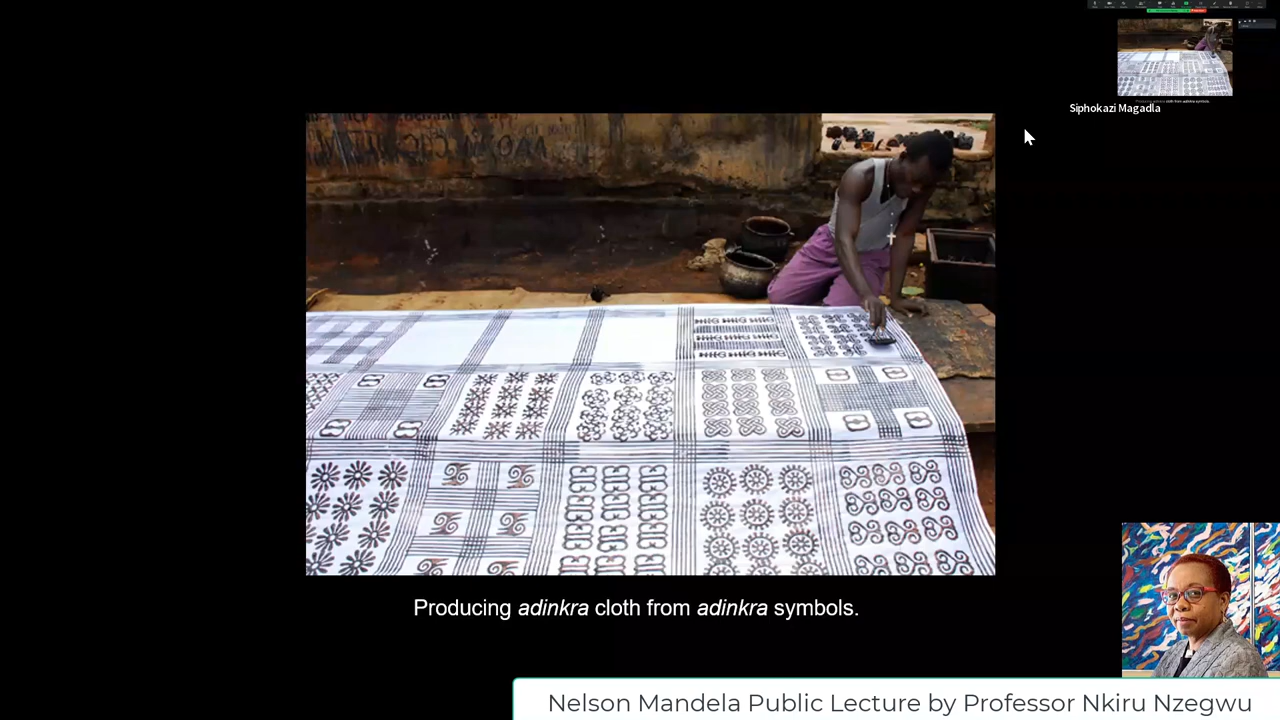 Siphokazi Magadla
Producing adinkra cloth from adinkra symbols.
Nelson Mandela Public Lecture by Professor Nkiru Nzegwu